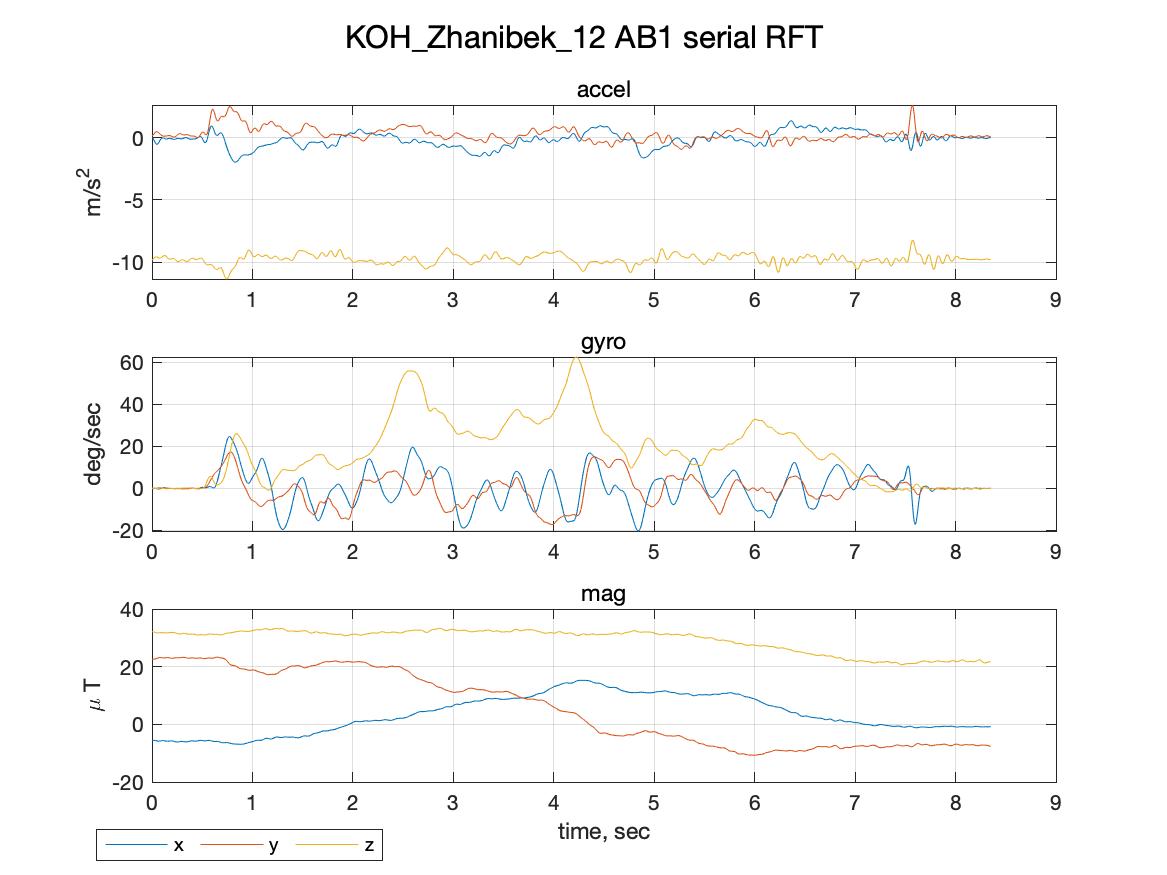 KOH_Zhanibek_12 AB1 serial RFT
accel
m/s²
0
-5
-10
0 1 2 3 4 5 6 7 8 9
gyro
deg/sec
60
40
20
0
-20
0 1 2 3 4 5 6 7 8 9
mag
μ T
40
20
0
-20
0 1 2 3 4 5 6 7 8 9
time, sec
x y z